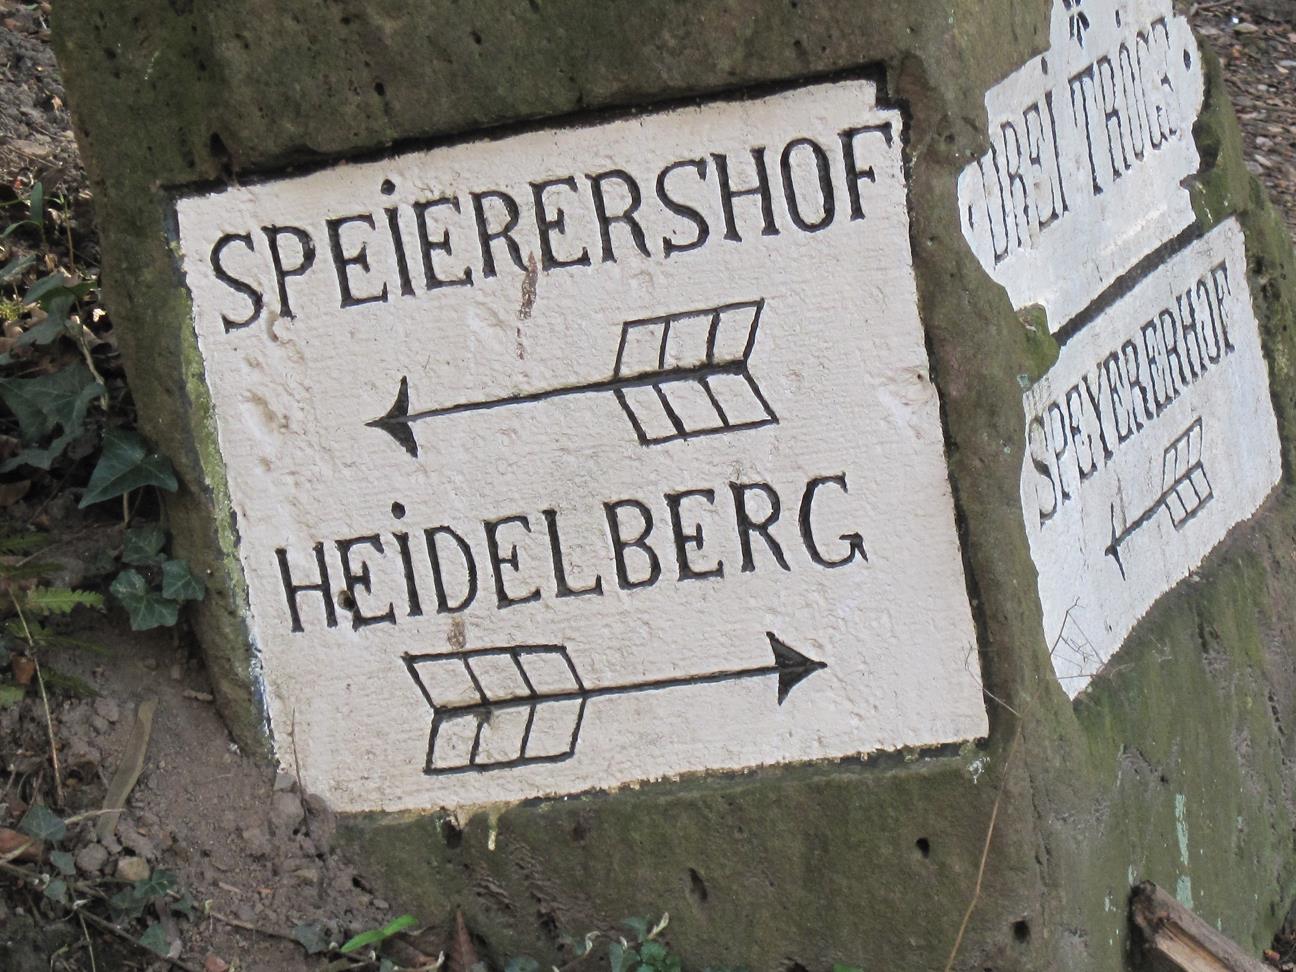 SPEIERERSHOF
HEIDELBERG
DREI TRÖGE
SPEYERERHOF